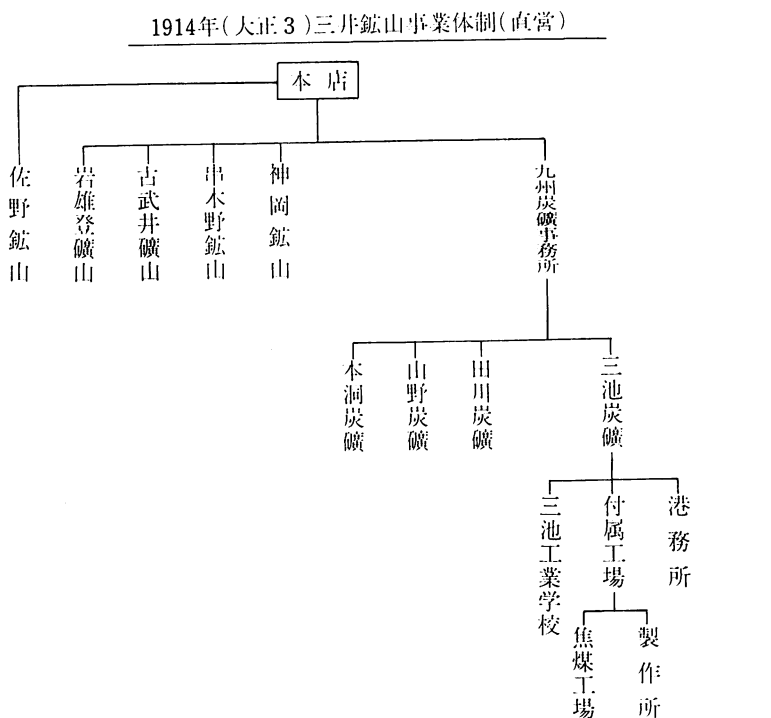 1914年(大正3)三井鉱山事業体制(直営)
本店
九州炭礦事務所
神岡鉱山
串木野鉱山
古武井礦山
岩雄登礦山
佐野鉱山
三池炭礦
田川炭礦
山野炭礦
本洞炭礦
港務所
付属工場
三池工業学校
製作所
焦煤工場